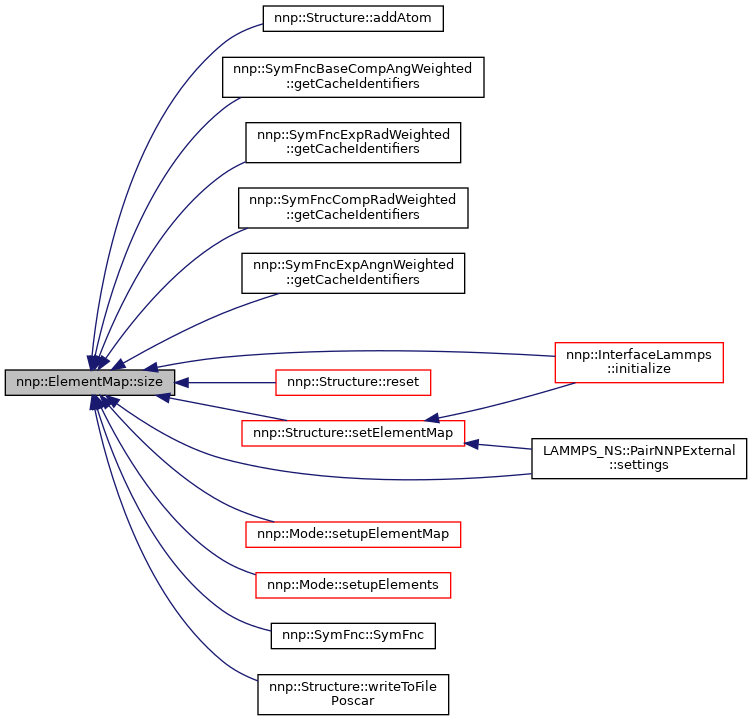 nnp::Structure::addAtom
nnp::SymFncBaseCompAngWeighted
::getCacheIdentifiers
nnp::SymFncExpRadWeighted
::getCacheIdentifiers
nnp::SymFncCompRadWeighted
::getCacheIdentifiers
nnp::SymFncExpAngnWeighted
::getCacheIdentifiers
nnp::InterfaceLammps
::initialize
nnp::ElementMap::size
nnp::Structure::reset
nnp::Structure::setElementMap
LAMMPS_NS::PairNNPExternal
::settings
nnp::Mode::setupElementMap
nnp::Mode::setupElements
nnp::SymFnc::SymFnc
nnp::Structure::writeToFile
Poscar